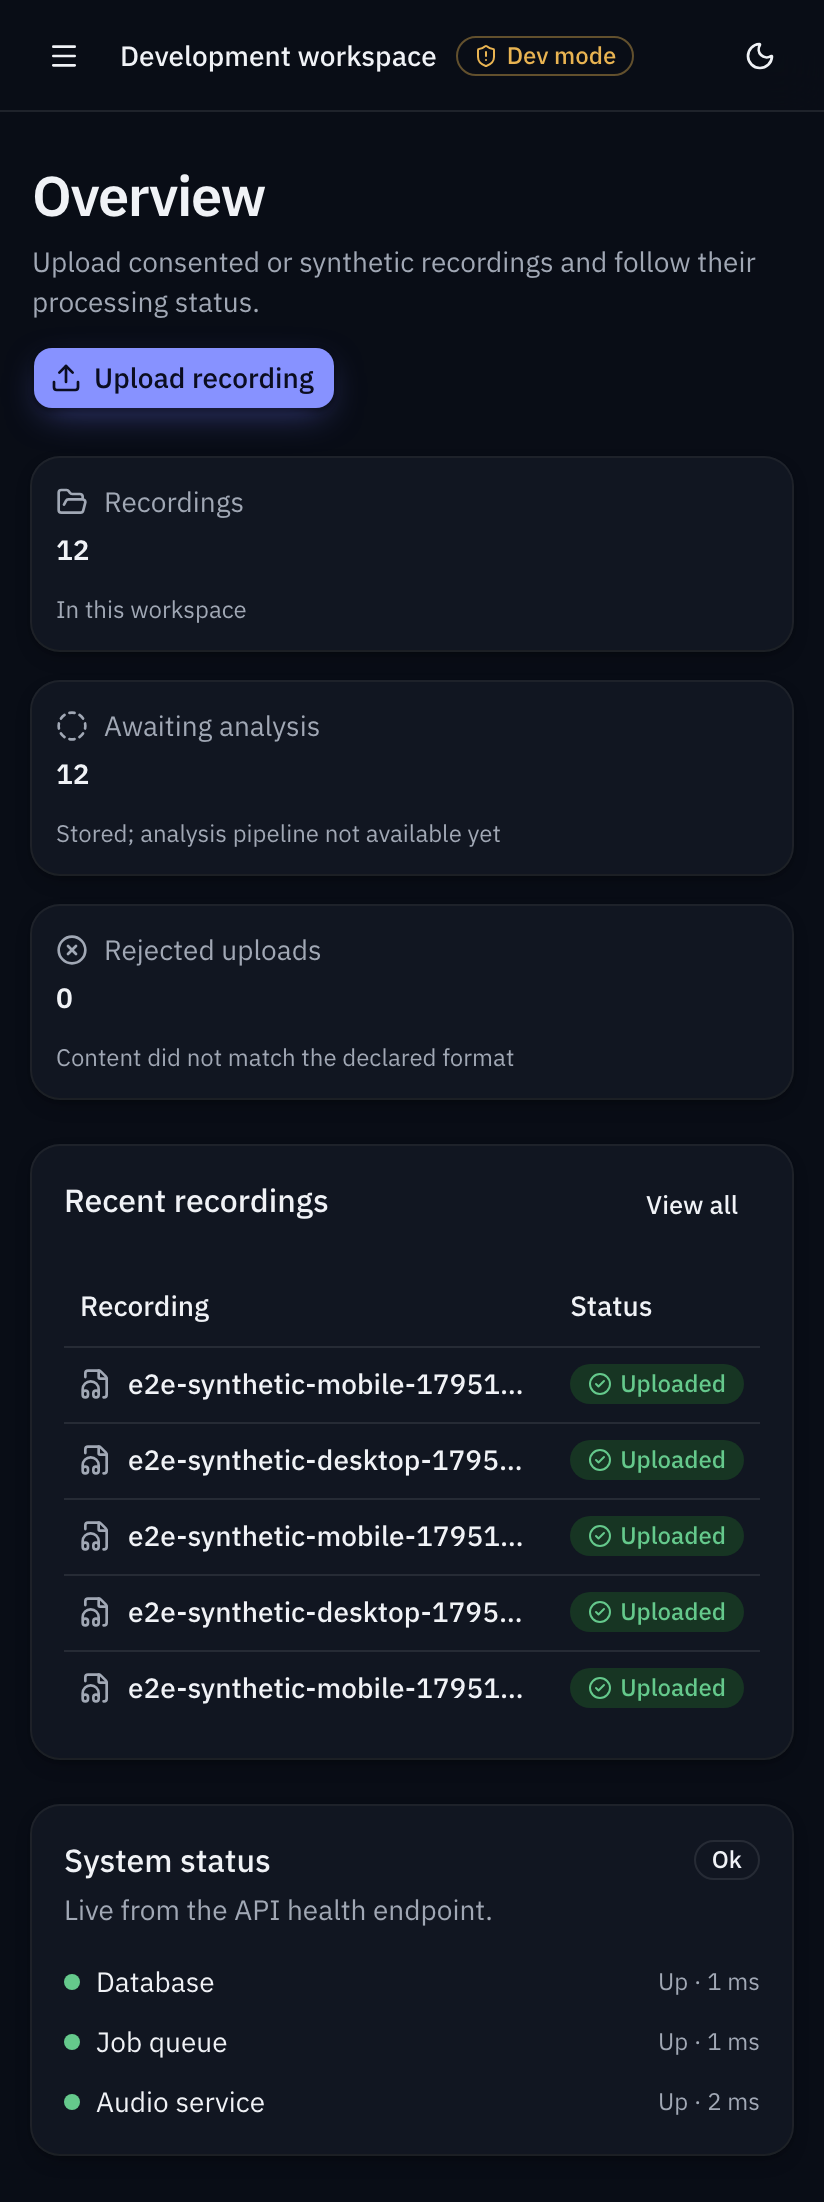 Development workspace
Dev mode
Overview
Upload consented or synthetic recordings and follow their
processing status.
Upload recording
Recordings
12
In this workspace
Awaiting analysis
12
Stored; analysis pipeline not available yet
Rejected uploads
0
Content did not match the declared format
Recent recordings
View all
Recording Status
e2e-synthetic-mobile-17951... Uploaded
e2e-synthetic-desktop-1795... Uploaded
e2e-synthetic-mobile-17951... Uploaded
e2e-synthetic-desktop-1795... Uploaded
e2e-synthetic-mobile-17951... Uploaded
System status
Ok
Live from the API health endpoint.
Database Up · 1 ms
Job queue Up · 1 ms
Audio service Up · 2 ms